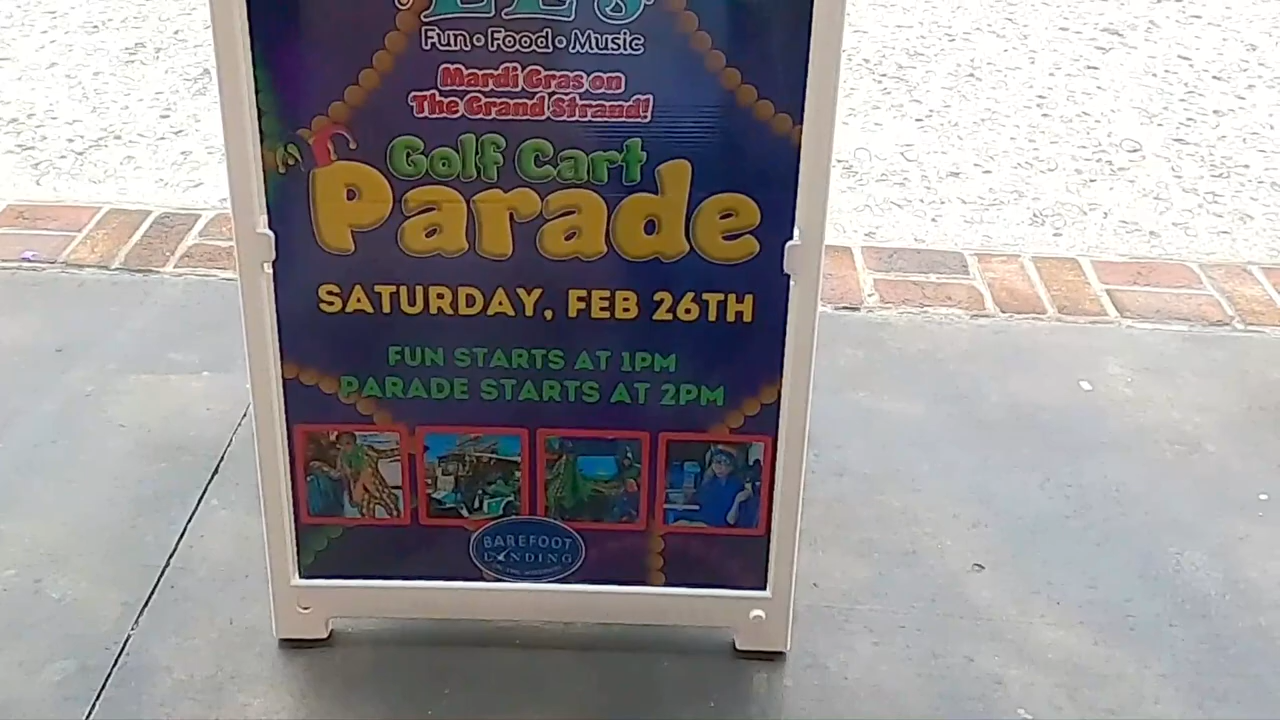 Fun • Food • Music
Mardi Gras on
The Grand Strand!
Golf Cart
Parade
SATURDAY, FEB 26TH
FUN STARTS AT 1PM
PARADE STARTS AT 2PM
BAREFOOT
LANDING